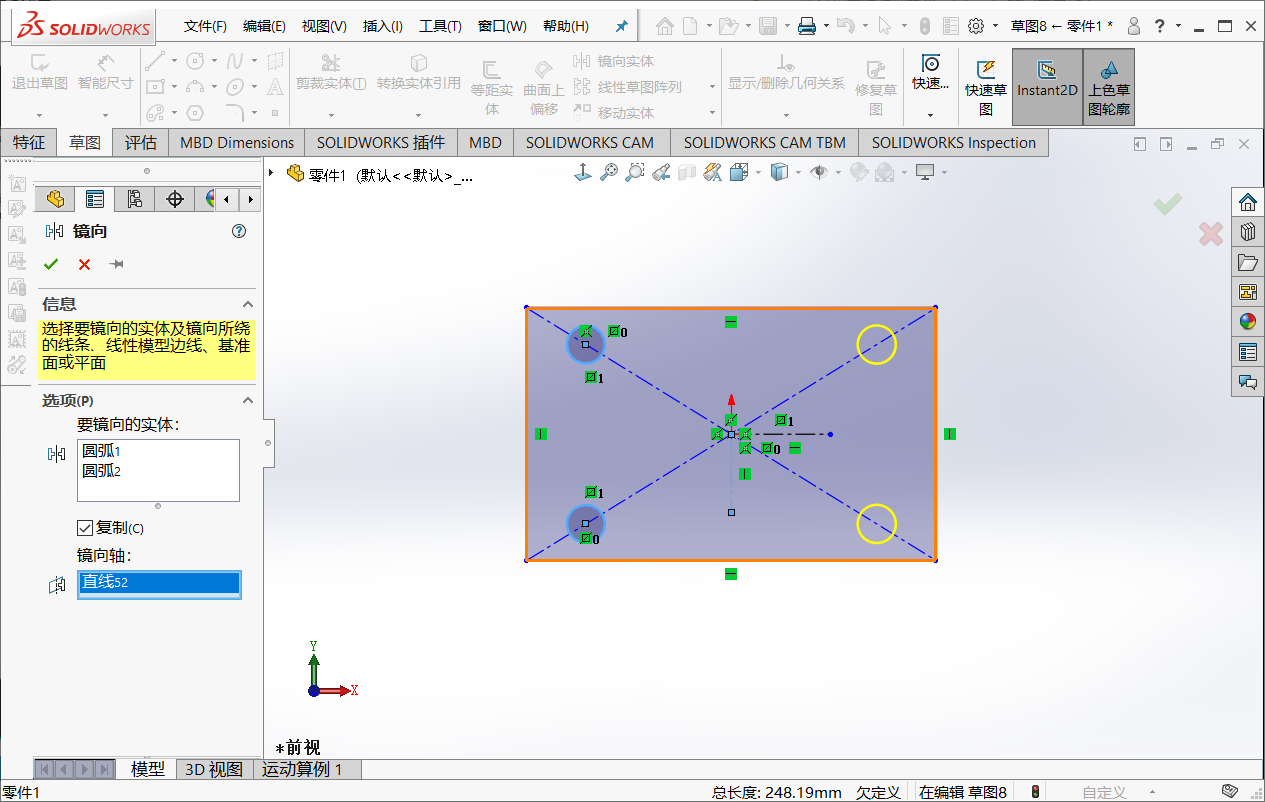 SOLIDWORKS 文件(F) 编辑(E) 视图(V) 插入(I) 工具(T) 窗口(W) 帮助(H) 草图8 ← 零件1 * ?
退出草图 智能尺寸 剪裁实体(T) 转换实体引用 等距实体 曲面上偏移 镜向实体 线性草图阵列 移动实体 显示/删除几何关系 修复草图 快速... 快速草图 Instant2D 上色草图轮廓
特征 草图 评估 MBD Dimensions SOLIDWORKS 插件 MBD SOLIDWORKS CAM SOLIDWORKS CAM TBM SOLIDWORKS Inspection
零件1 (默认<<默认>_...
镜向
信息
选择要镜向的实体及镜向所绕
的线条、线性模型边线、基准
面或平面
选项(P)
要镜向的实体:
圆弧1
圆弧2
复制(C)
镜向轴:
直线52
0
1
1
0
1
0
Y
X
*前视
模型 3D 视图 运动算例 1
零件1 总长度: 248.19mm 欠定义 在编辑 草图8 自定义